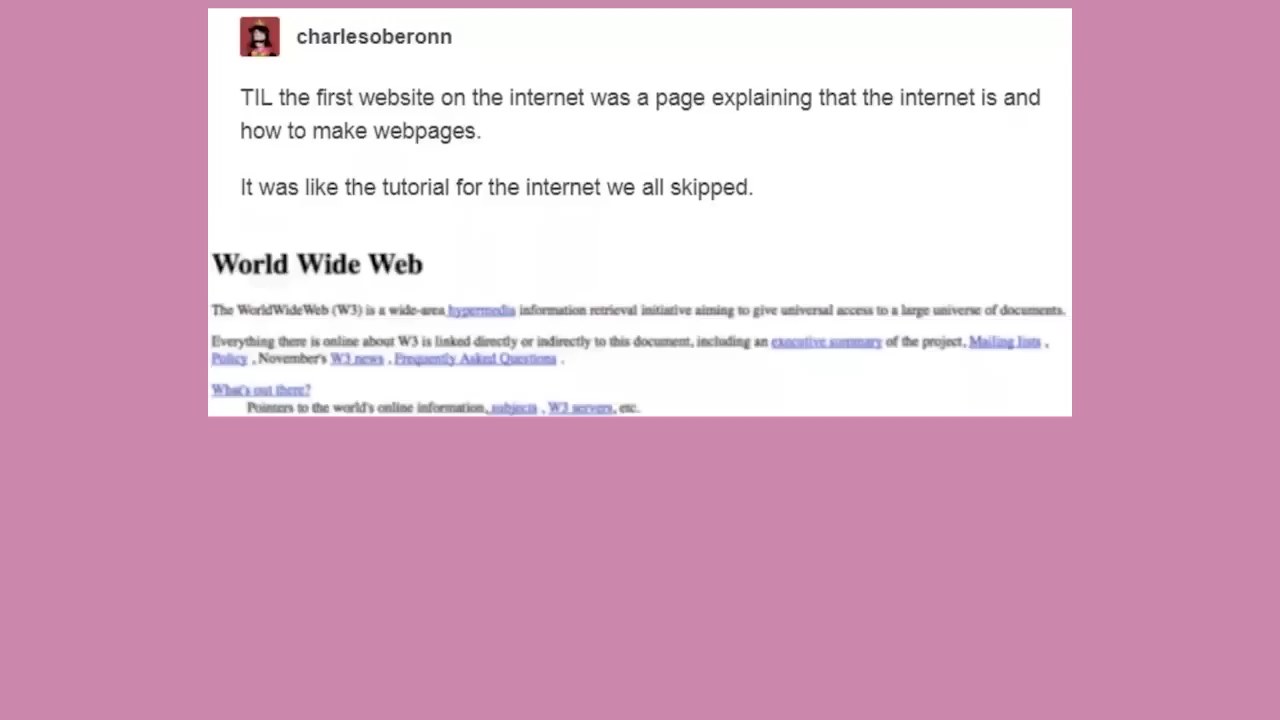 charlesoberonn
TIL the first website on the internet was a page explaining that the internet is and
how to make webpages.
It was like the tutorial for the internet we all skipped.
World Wide Web
The WorldWideWeb (W3) is a wide-area hypermedia information retrieval initiative aiming to give universal access to a large universe of documents.
Everything there is online about W3 is linked directly or indirectly to this document, including an executive summary of the project, Mailing lists ,
Policy , November's W3 news , Frequently Asked Questions .
What's out there?
Pointers to the world's online information, subjects , W3 servers, etc.